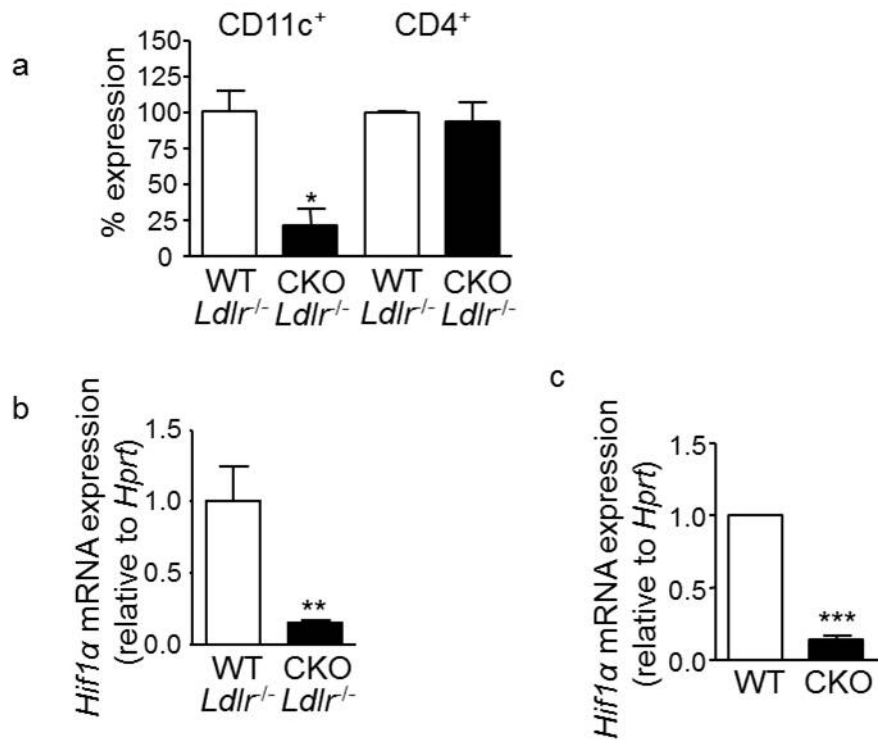 a
CD11c⁺ CD4⁺
% expression
150
125
100
75
50
25
0
*
WT CKO WT CKO
Ldlr⁻/⁻ Ldlr⁻/⁻ Ldlr⁻/⁻ Ldlr⁻/⁻
b
Hif1α mRNA expression
(relative to Hprt)
1.5
1.0
0.5
0.0
**
WT CKO
Ldlr⁻/⁻ Ldlr⁻/⁻
c
Hif1α mRNA expression
(relative to Hprt)
1.5
1.0
0.5
0.0
***
WT CKO